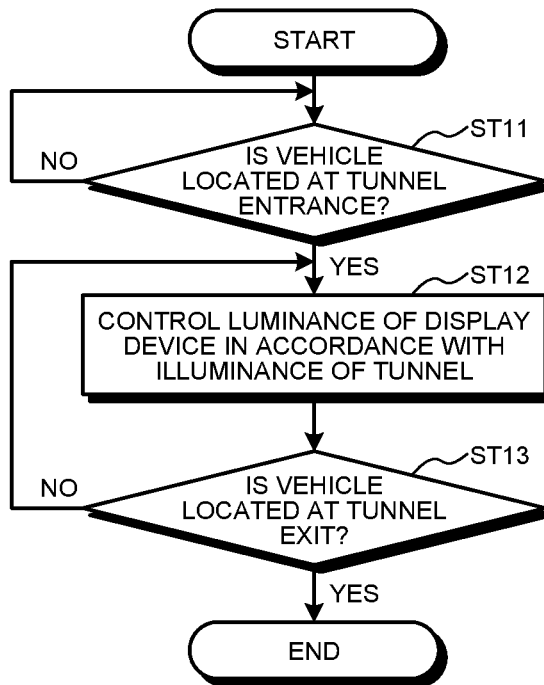 START
ST11
IS VEHICLE
LOCATED AT TUNNEL
ENTRANCE?
NO
YES
ST12
CONTROL LUMINANCE OF DISPLAY
DEVICE IN ACCORDANCE WITH
ILLUMINANCE OF TUNNEL
ST13
IS VEHICLE
LOCATED AT TUNNEL
EXIT?
NO
YES
END